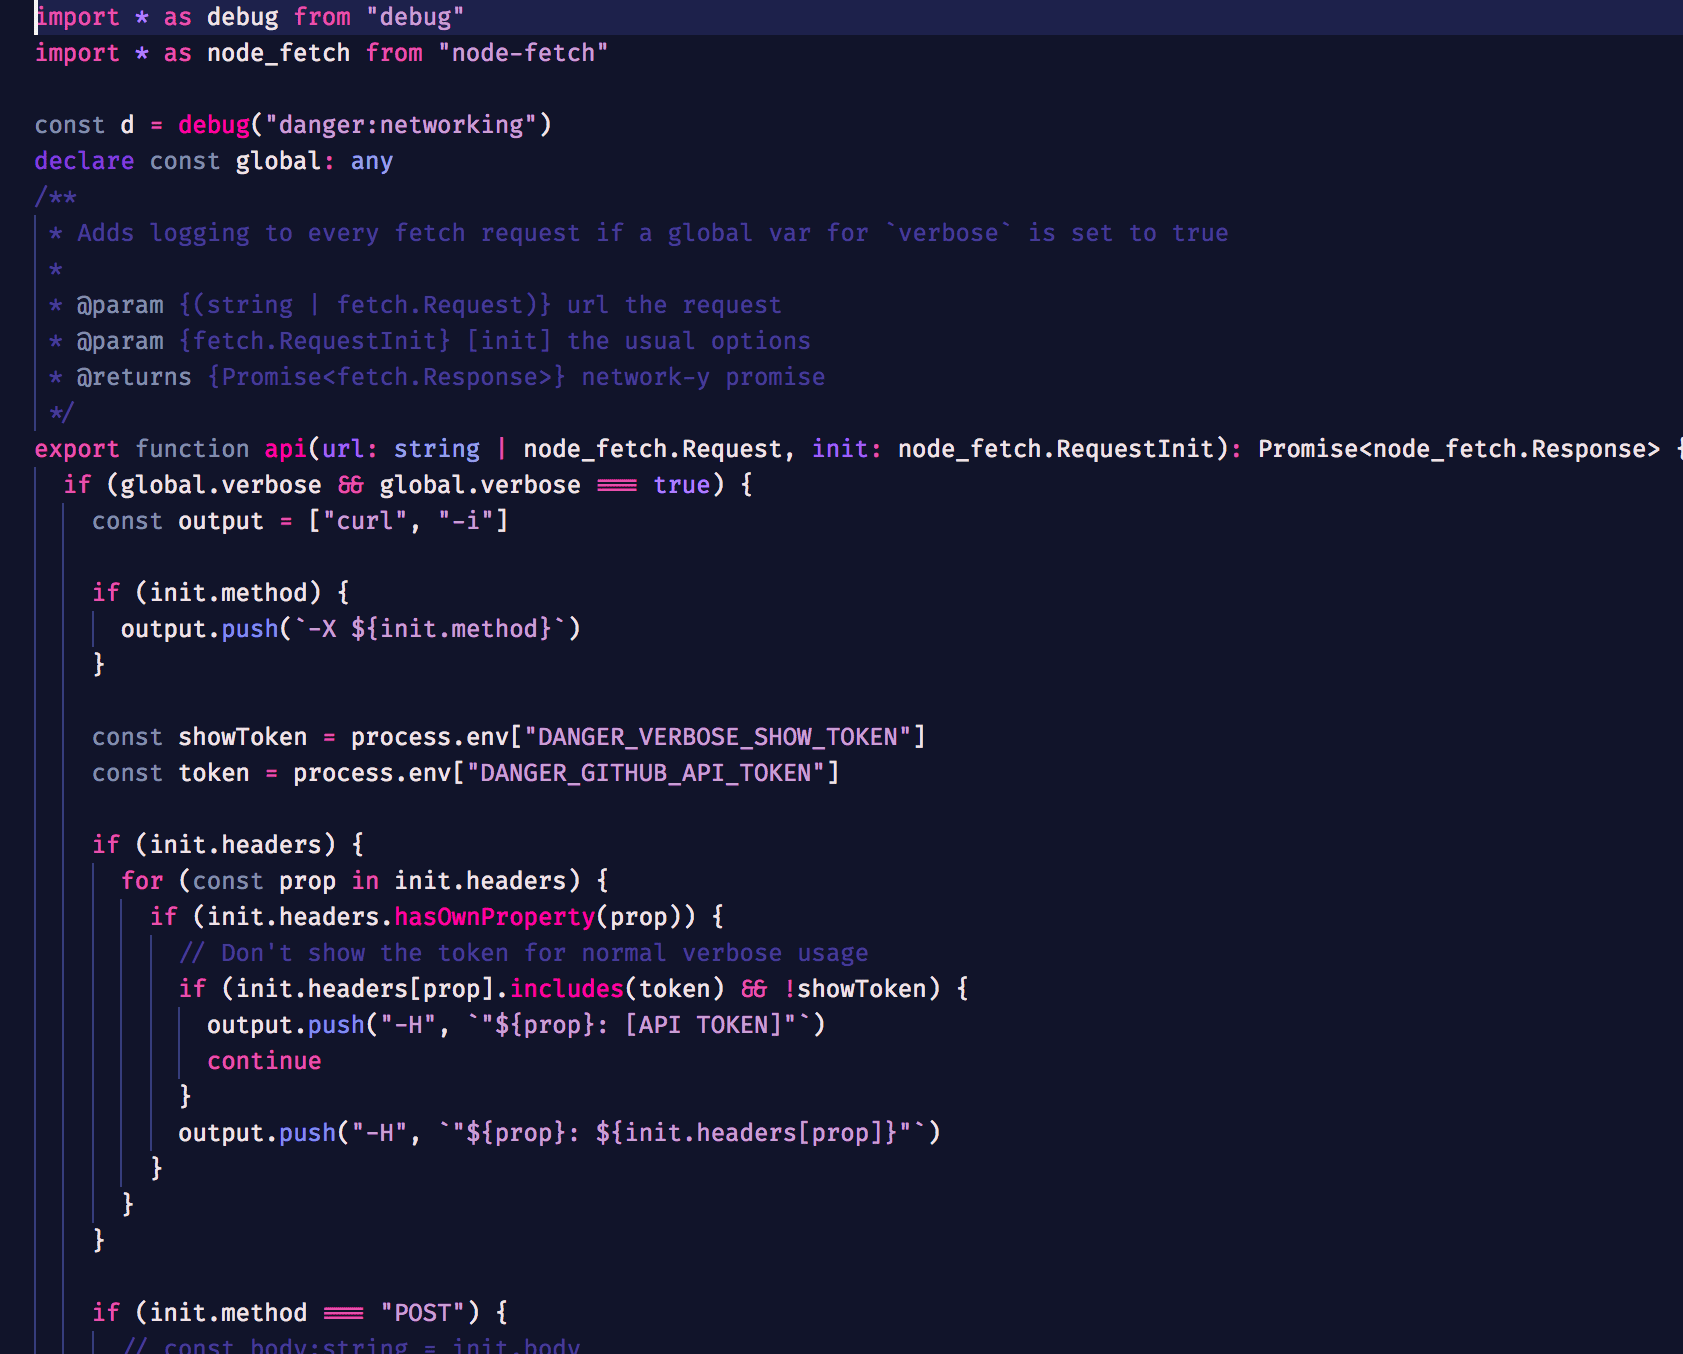 import * as debug from "debug"
import * as node_fetch from "node-fetch"
const d = debug("danger:networking")
declare const global: any
/**
* Adds logging to every fetch request if a global var for `verbose` is set to true
*
* @param {(string | fetch.Request)} url the request
* @param {fetch.RequestInit} [init] the usual options
* @returns {Promise<fetch.Response>} network-y promise
*/
export function api(url: string | node_fetch.Request, init: node_fetch.RequestInit): Promise<node_fetch.Response> {
if (global.verbose && global.verbose === true) {
const output = ["curl", "-i"]
if (init.method) {
output.push(`-X ${init.method}`)
}
const showToken = process.env["DANGER_VERBOSE_SHOW_TOKEN"]
const token = process.env["DANGER_GITHUB_API_TOKEN"]
if (init.headers) {
for (const prop in init.headers) {
if (init.headers.hasOwnProperty(prop)) {
// Don't show the token for normal verbose usage
if (init.headers[prop].includes(token) && !showToken) {
output.push("-H", `"${prop}: [API TOKEN]"`)
continue
}
output.push("-H", `"${prop}: ${init.headers[prop]}"`)
}
}
}
if (init.method === "POST") {
// const body:string = init.body